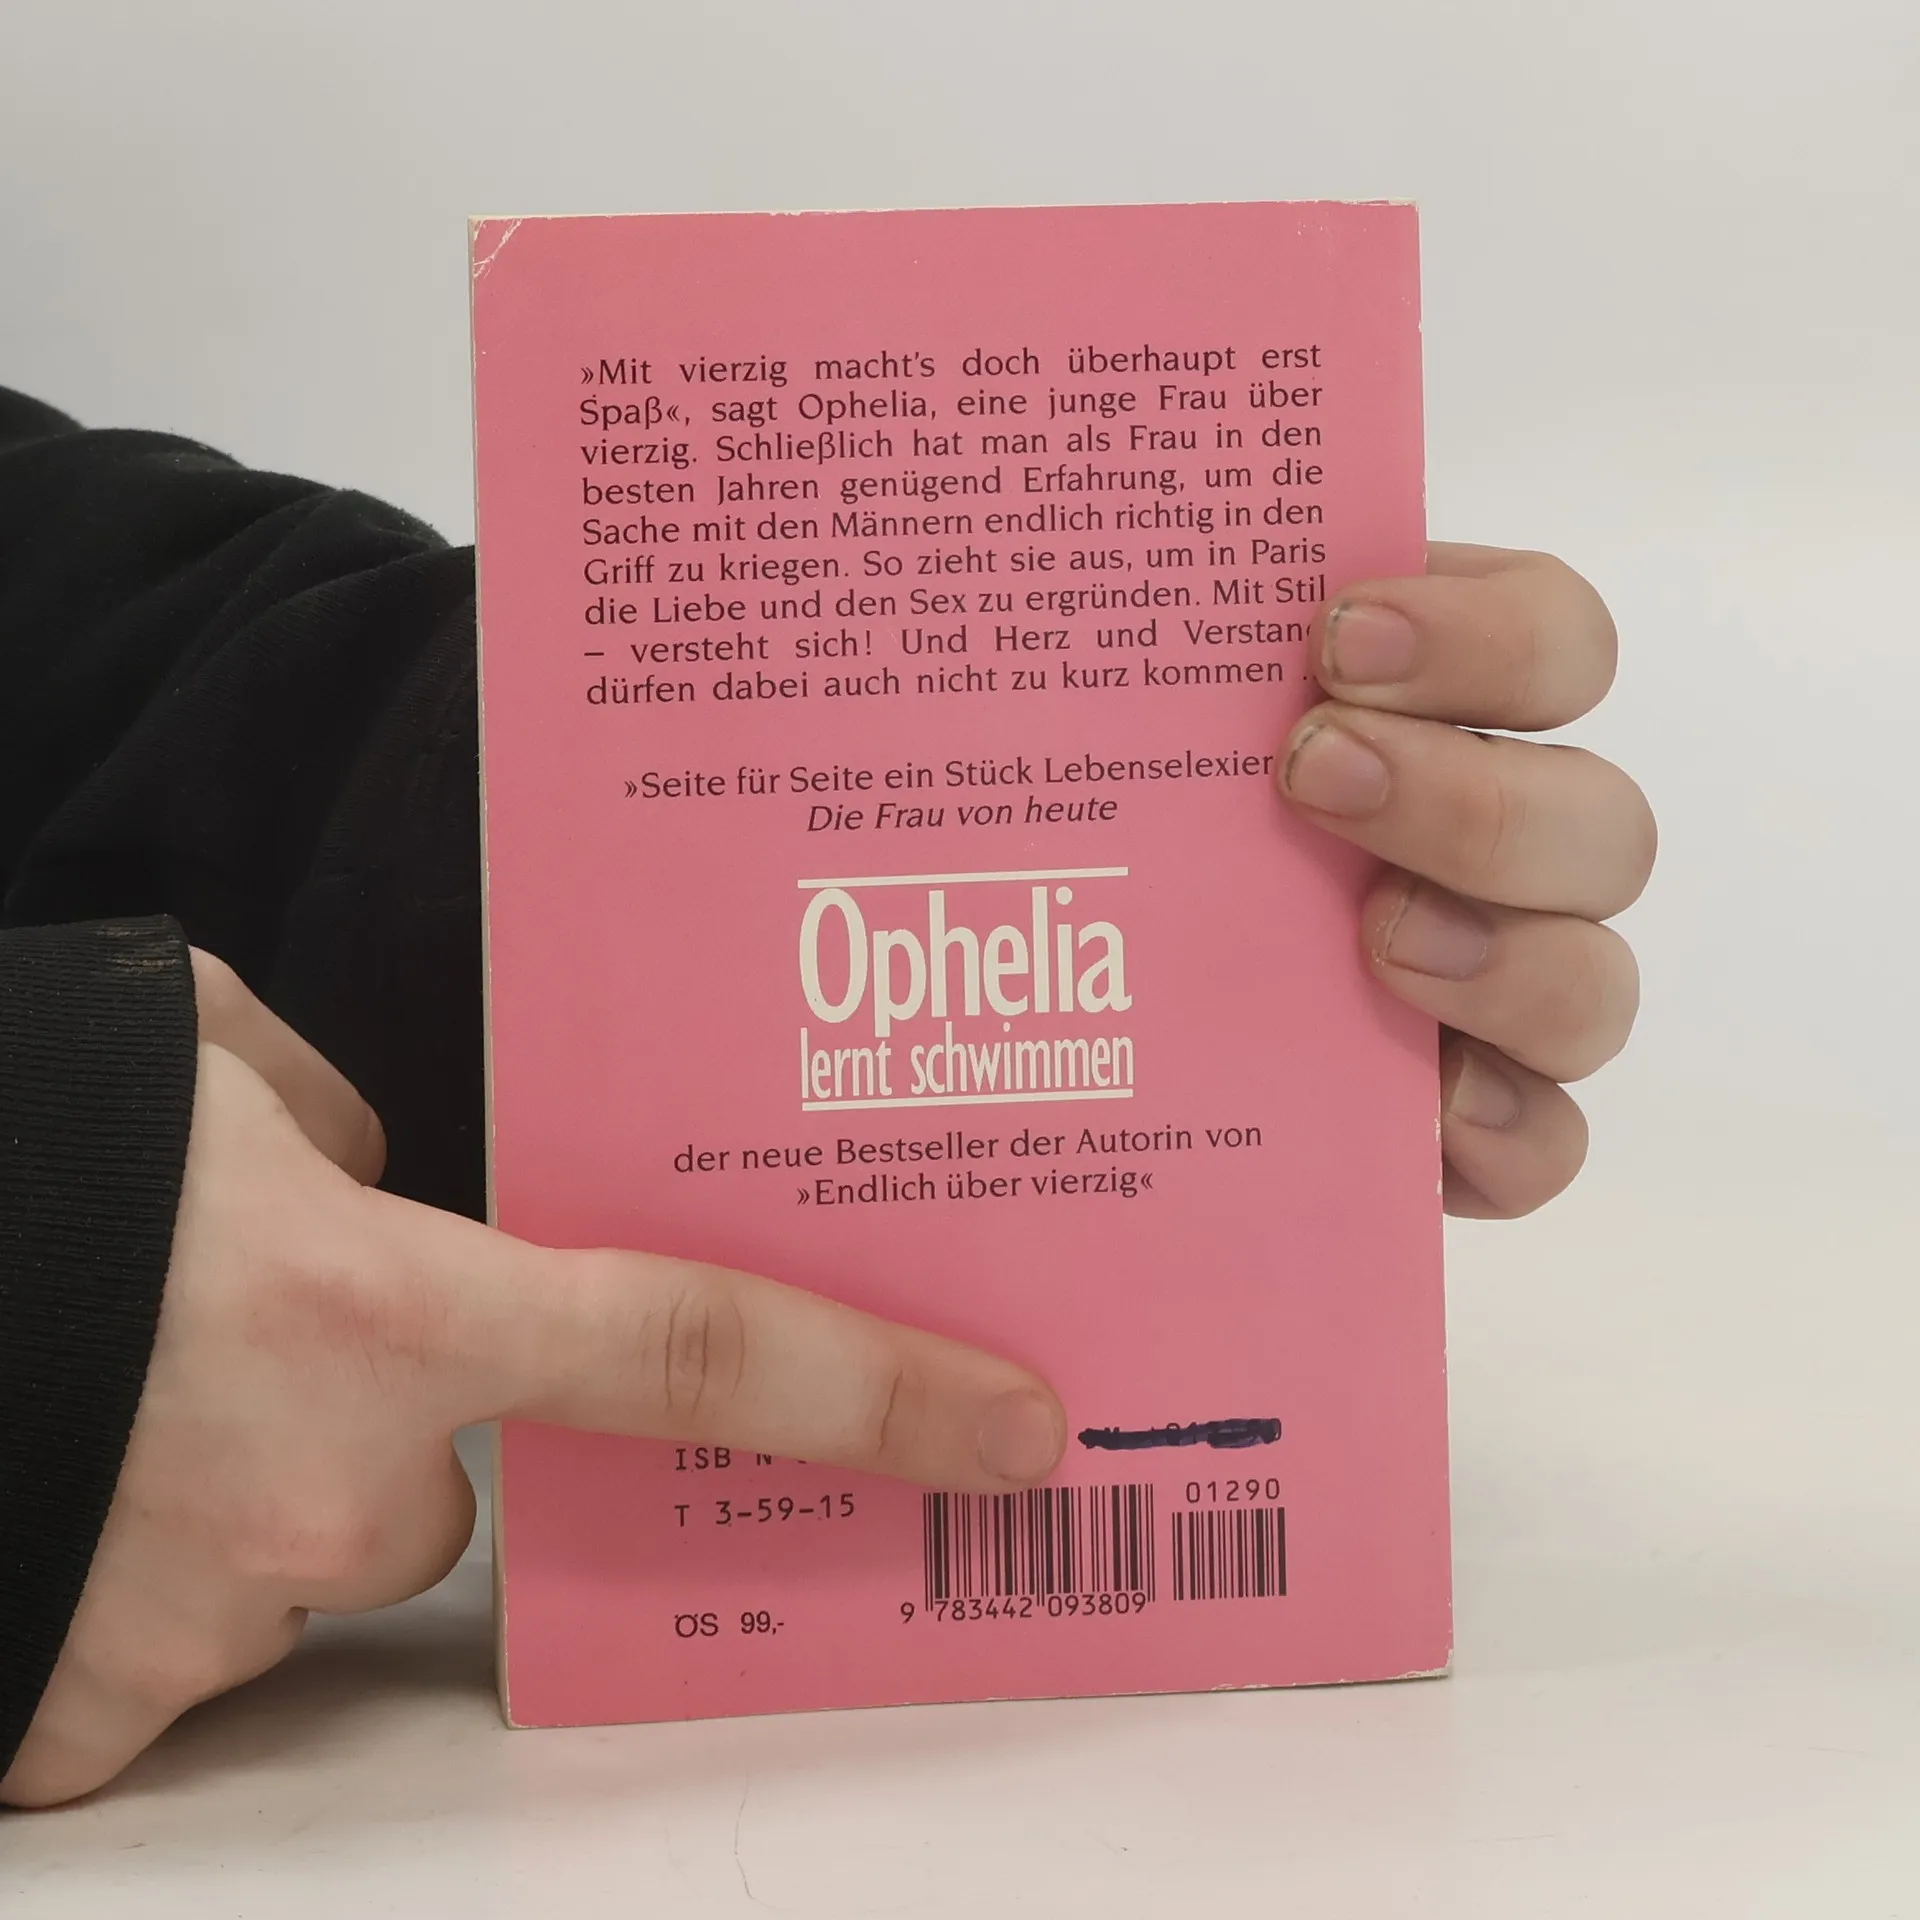 »Mit vierzig macht's doch überhaupt erst
Spaß«, sagt Ophelia, eine junge Frau über
vierzig. Schließlich hat man als Frau in den
besten Jahren genügend Erfahrung, um die
Sache mit den Männern endlich richtig in den
Griff zu kriegen. So zieht sie aus, um in Paris
die Liebe und den Sex zu ergründen. Mit Stil
– versteht sich! Und Herz und
dürfen dabei auch nicht zu kurz kommen
»Seite für Seite ein Stück Lebenselexier
Die Frau von heute
Ophelia
lernt schwimmen
der neue Bestseller der Autorin von
»Endlich über vierzig«
ISB N
T 3-59-15
01290
ÖS 99,-
9 783442 093809